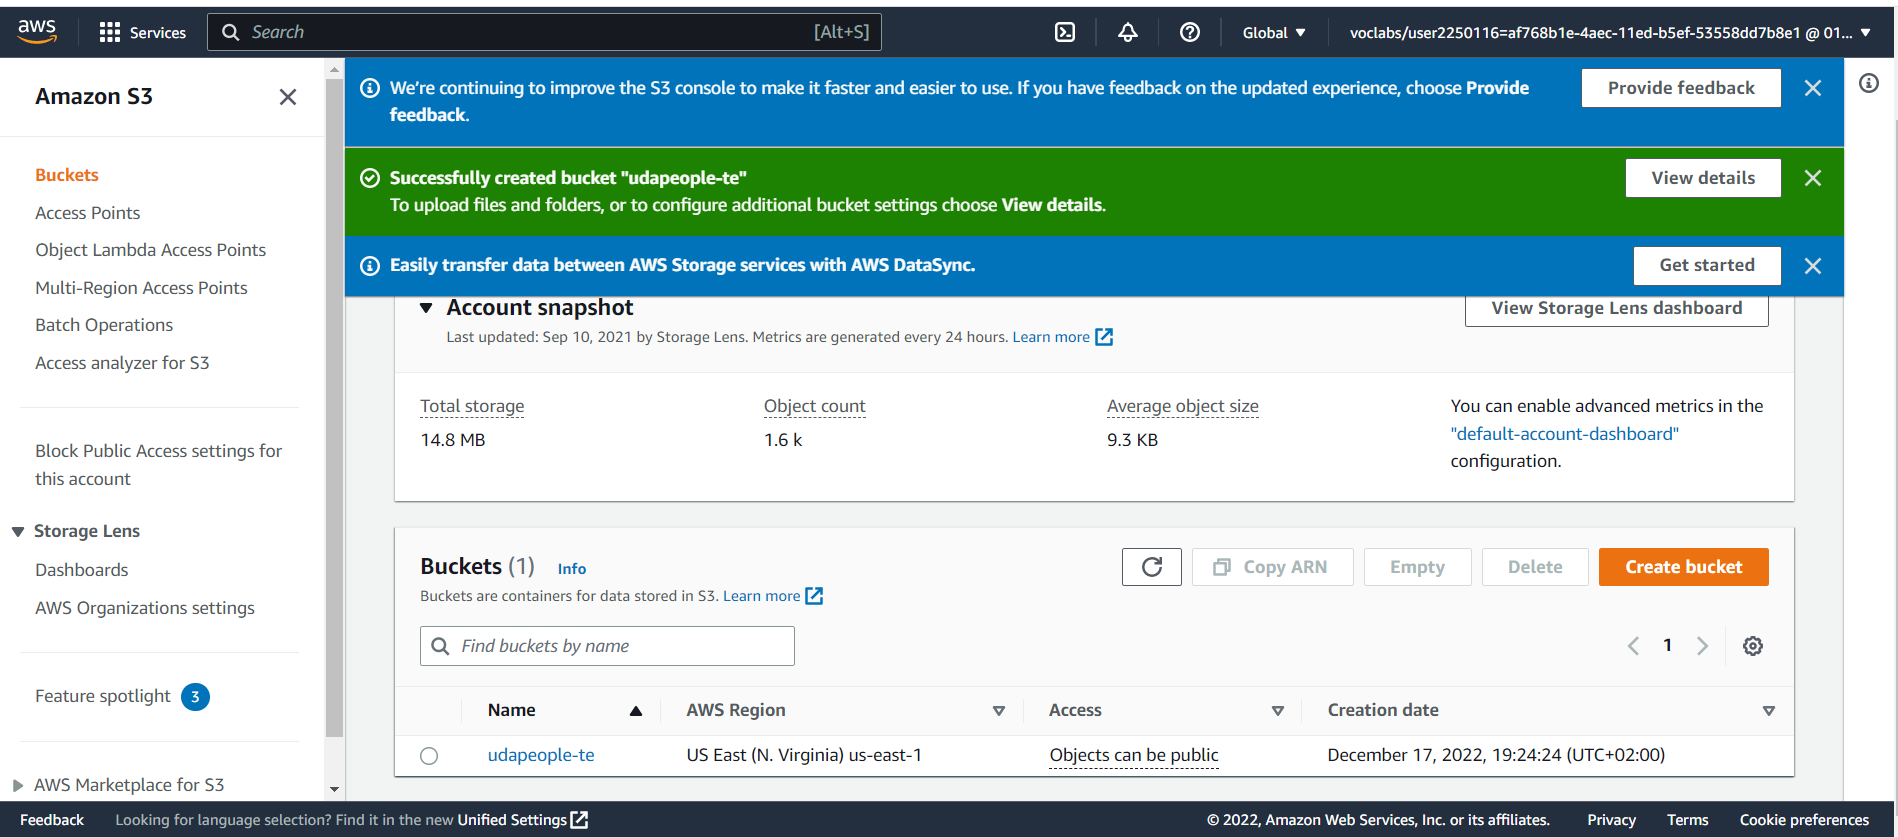 aws
Services
Search
[Alt+S]
Global
voclabs/user2250116=af768b1e-4aec-11ed-b5ef-53558dd7b8e1 @ 01...
Amazon S3
Buckets
Access Points
Object Lambda Access Points
Multi-Region Access Points
Batch Operations
Access analyzer for S3
Block Public Access settings for
this account
Storage Lens
Dashboards
AWS Organizations settings
Feature spotlight 3
AWS Marketplace for S3
We're continuing to improve the S3 console to make it faster and easier to use. If you have feedback on the updated experience, choose Provide
feedback.
Provide feedback
Successfully created bucket "udapeople-te"
To upload files and folders, or to configure additional bucket settings choose View details.
View details
Easily transfer data between AWS Storage services with AWS DataSync.
Get started
Account snapshot
Last updated: Sep 10, 2021 by Storage Lens. Metrics are generated every 24 hours. Learn more
View Storage Lens dashboard
Total storage
14.8 MB
Object count
1.6 k
Average object size
9.3 KB
You can enable advanced metrics in the
"default-account-dashboard"
configuration.
Buckets (1) Info
Buckets are containers for data stored in S3. Learn more
Copy ARN
Empty
Delete
Create bucket
Find buckets by name
1
Name AWS Region Access Creation date
udapeople-te US East (N. Virginia) us-east-1 Objects can be public December 17, 2022, 19:24:24 (UTC+02:00)
Feedback Looking for language selection? Find it in the new Unified Settings © 2022, Amazon Web Services, Inc. or its affiliates. Privacy Terms Cookie preferences